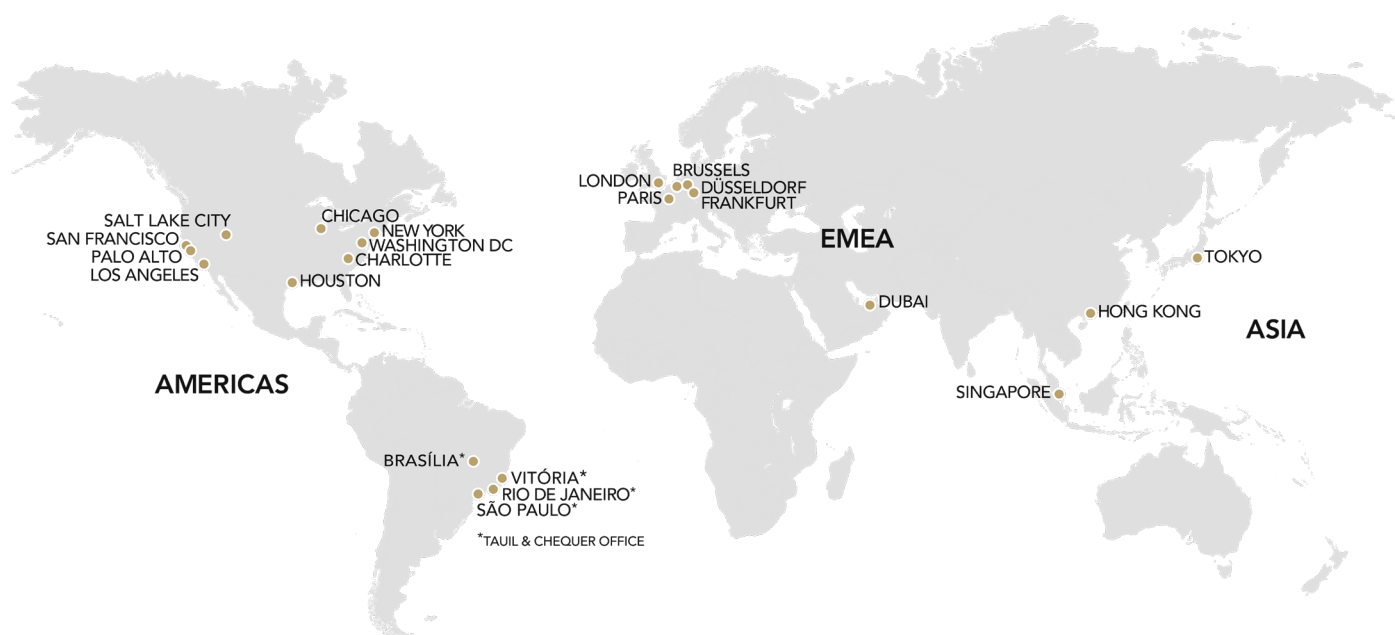 SALT LAKE CITY
SAN FRANCISCO
PALO ALTO
LOS ANGELES
CHICAGO
NEW YORK
WASHINGTON DC
CHARLOTTE
HOUSTON
AMERICAS
BRASÍLIA*
VITÓRIA*
RIO DE JANEIRO*
SÃO PAULO*
*TAUIL & CHEQUER OFFICE
LONDON
BRUSSELS
PARIS
DÜSSELDORF
FRANKFURT
EMEA
DUBAI
TOKYO
HONG KONG
ASIA
SINGAPORE